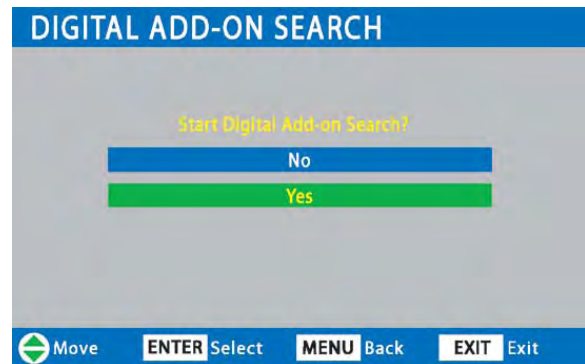 DIGITAL ADD-ON SEARCH
Start Digital Add-on Search?
No
Yes
Move ENTER Select MENU Back EXIT Exit